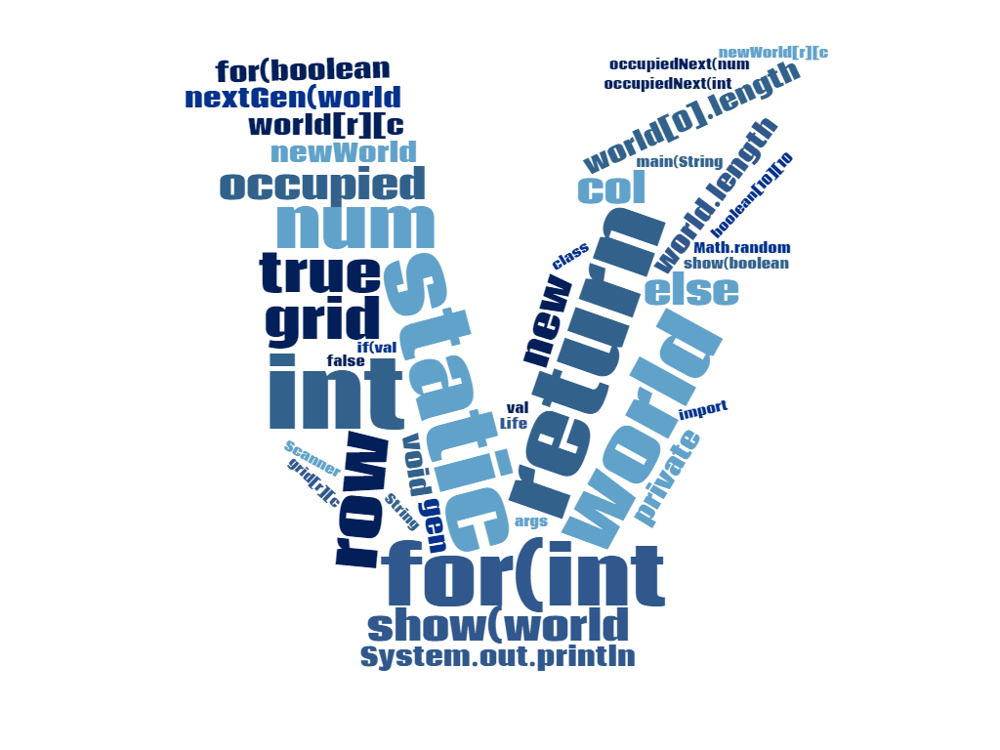 for(boolean
nextGen(world
world[r][c
newWorld
occupied
num
true
grid
if(val
false
int
static
Scanner
grid[r][c
row
String
void
gen
newWorld[r][c
occupiedNext(num
occupiedNext(int
world[0].length
main(String
col
world.length
boolean[10][10
Math.random
show(boolean
else
class
new
return
val
Life
world
import
private
args
for(int
show(world
System.out.println